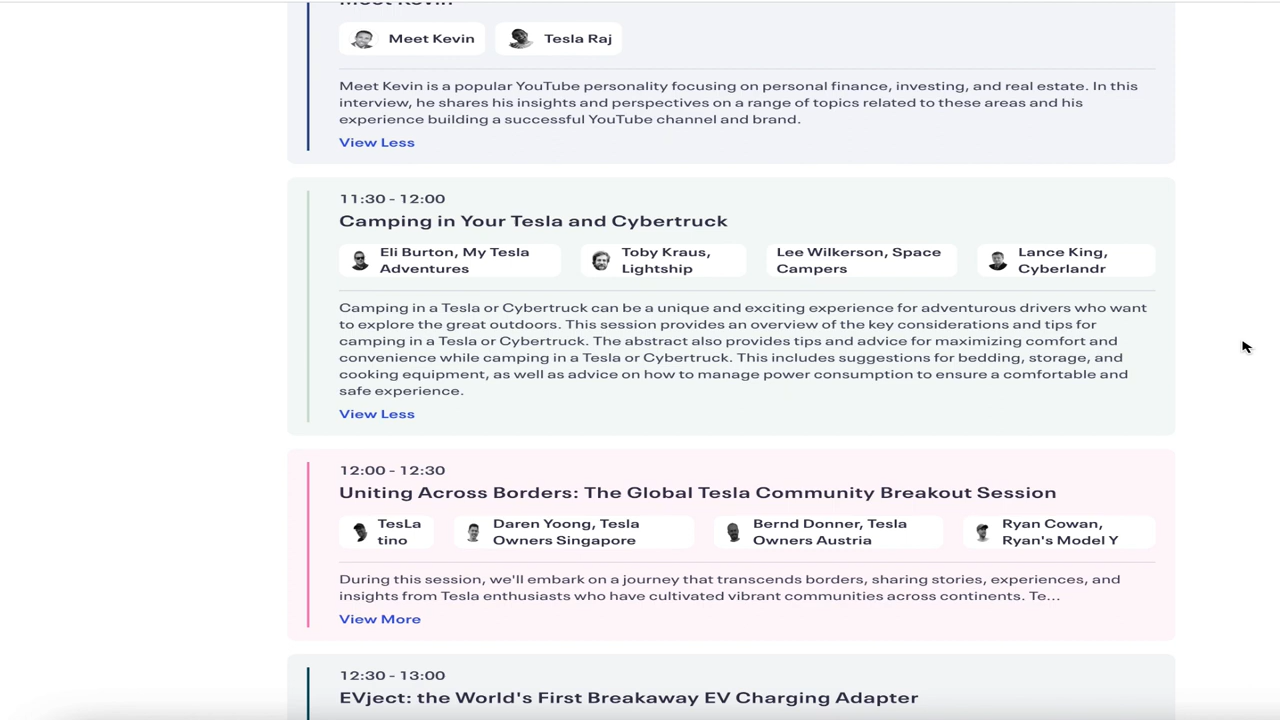 Meet Kevin
Meet Kevin
Tesla Raj
Meet Kevin is a popular YouTube personality focusing on personal finance, investing, and real estate. In this
interview, he shares his insights and perspectives on a range of topics related to these areas and his
experience building a successful YouTube channel and brand.
View Less
11:30 - 12:00
Camping in Your Tesla and Cybertruck
Eli Burton, My Tesla
Adventures
Toby Kraus,
Lightship
Lee Wilkerson, Space
Campers
Lance King,
Cyberlandr
Camping in a Tesla or Cybertruck can be a unique and exciting experience for adventurous drivers who want
to explore the great outdoors. This session provides an overview of the key considerations and tips for
camping in a Tesla or Cybertruck. The abstract also provides tips and advice for maximizing comfort and
convenience while camping in a Tesla or Cybertruck. This includes suggestions for bedding, storage, and
cooking equipment, as well as advice on how to manage power consumption to ensure a comfortable and
safe experience.
View Less
12:00 - 12:30
Uniting Across Borders: The Global Tesla Community Breakout Session
TesLa
tino
Daren Yoong, Tesla
Owners Singapore
Bernd Donner, Tesla
Owners Austria
Ryan Cowan,
Ryan's Model Y
During this session, we'll embark on a journey that transcends borders, sharing stories, experiences, and
insights from Tesla enthusiasts who have cultivated vibrant communities across continents. Te...
View More
12:30 - 13:00
EVject: the World's First Breakaway EV Charging Adapter